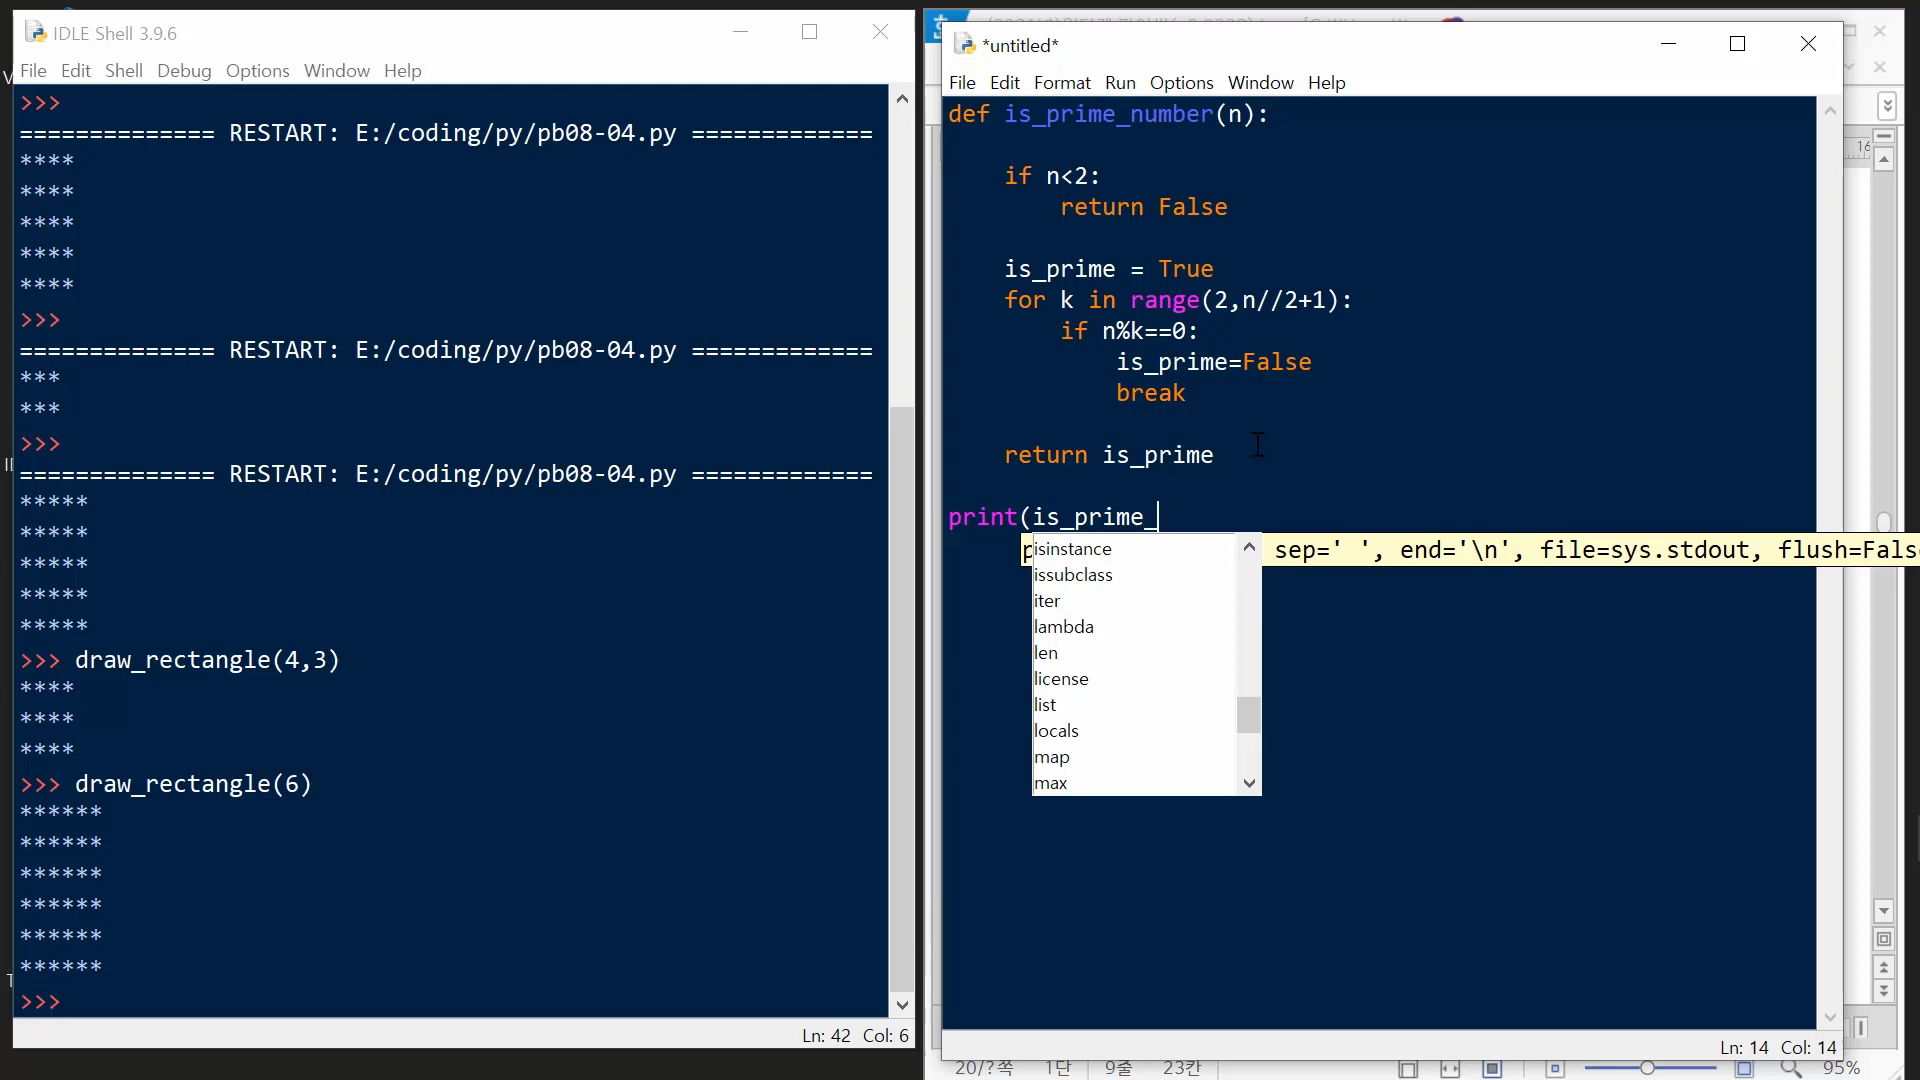 IDLE Shell 3.9.6
File Edit Shell Debug Options Window Help
>>>
============== RESTART: E:/coding/py/pb08-04.py =============
****
****
****
****
****
>>>
============== RESTART: E:/coding/py/pb08-04.py =============
***
***
>>>
============== RESTART: E:/coding/py/pb08-04.py =============
*****
*****
*****
*****
*****
>>> draw_rectangle(4,3)
****
****
****
>>> draw_rectangle(6)
******
******
******
******
******
******
>>>
Ln: 42 Col: 6
*untitled*
File Edit Format Run Options Window Help
def is_prime_number(n):
if n<2:
return False
is_prime = True
for k in range(2,n//2+1):
if n%k==0:
is_prime=False
break
return is_prime
print(is_prime_
sep=' ', end='\n', file=sys.stdout, flush=Fals
isinstance
issubclass
iter
lambda
len
license
list
locals
map
max
Ln: 14 Col: 14
16
20/?쪽 1단 9줄 23칸 95%